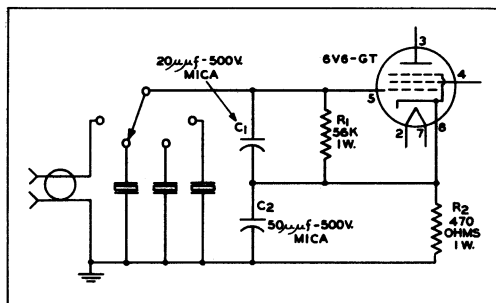 20μμf-500V.
MICA
C1
R1
56K
1W.
6V6-GT
3
4
5
2
7
8
C2
50μμf-500V.
MICA
R2
470
OHMS
1W.